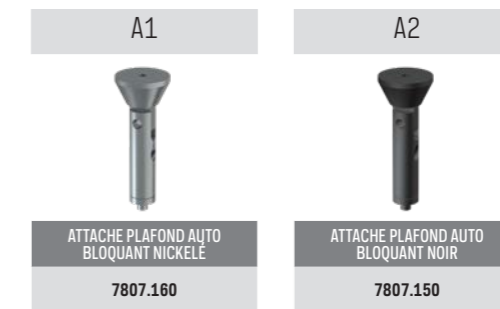 A1
ATTACHE PLAFOND AUTO
BLOQUANT NICKELÉ
7807.160
A2
ATTACHE PLAFOND AUTO
BLOQUANT NOIR
7807.150